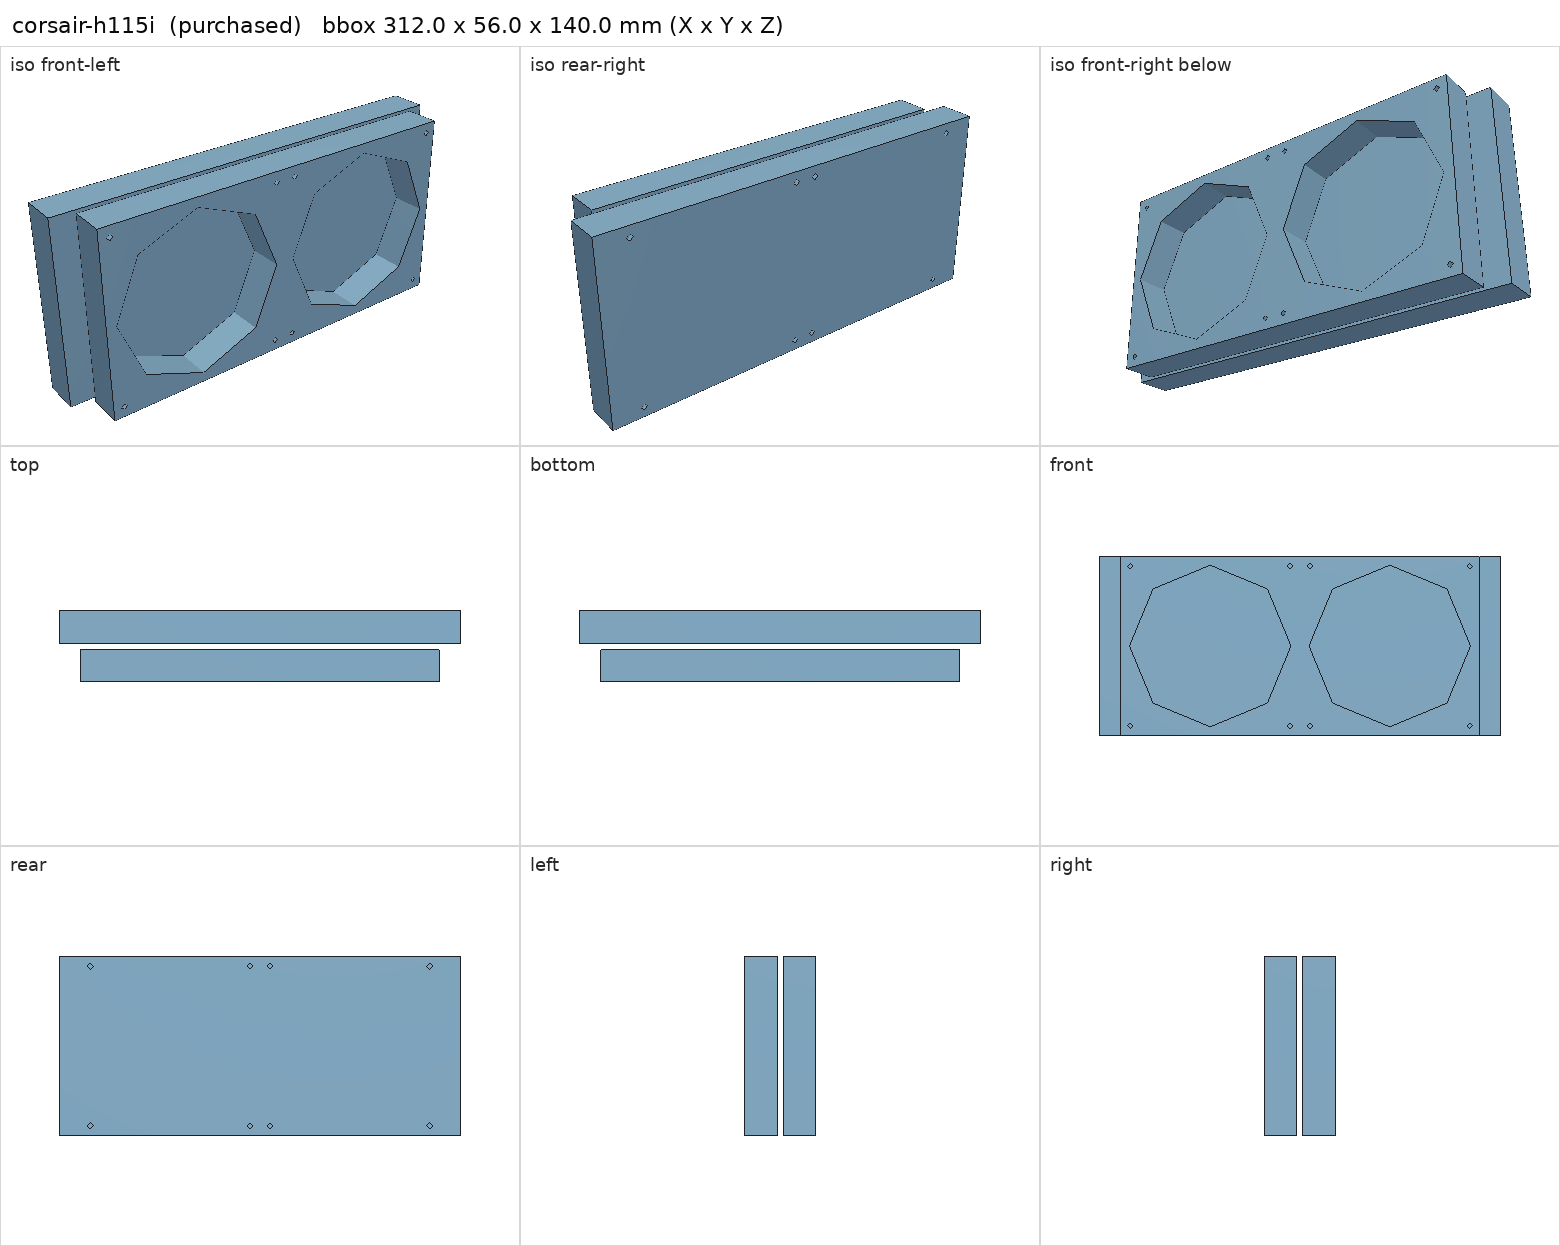 corsair-h115i (purchased) bbox 312.0 x 56.0 x 140.0 mm (X x Y x Z)
iso front-left
iso rear-right
iso front-right below
top
bottom
front
rear
left
right